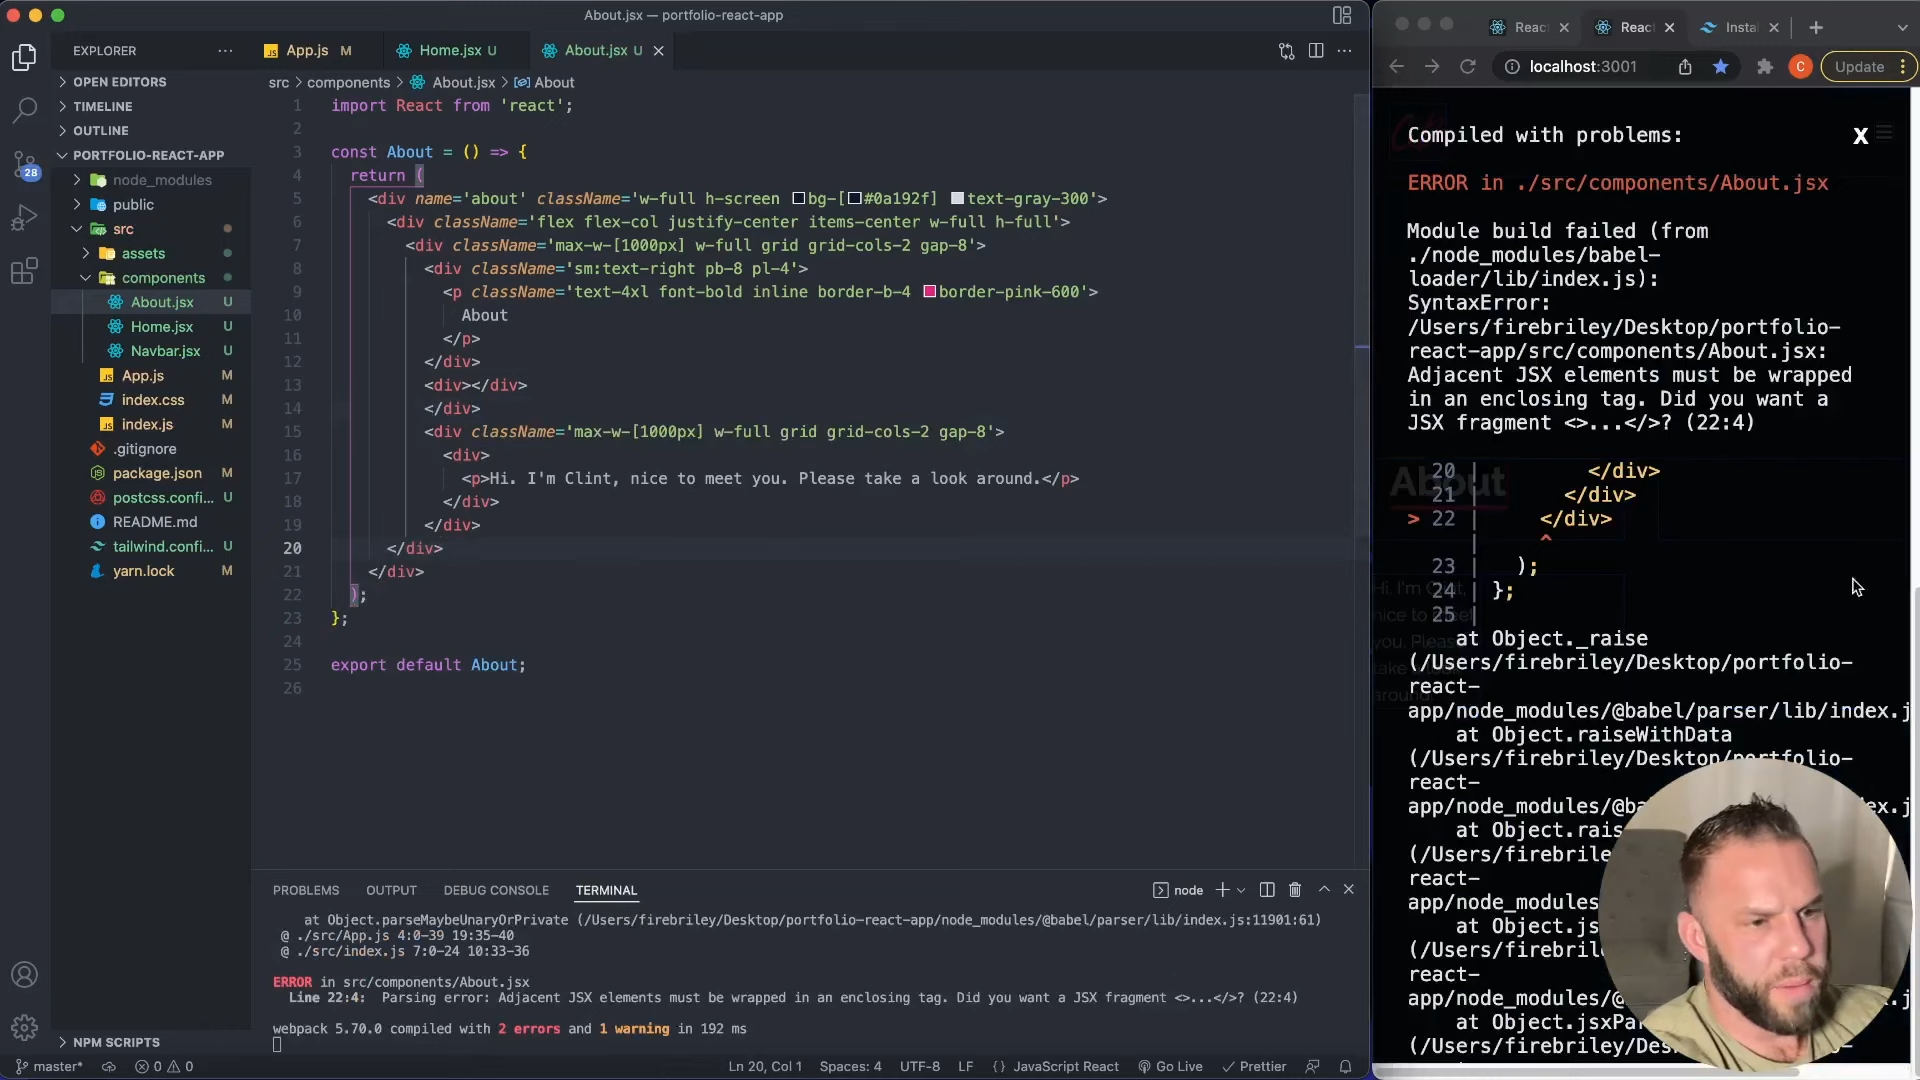 About.jsx — portfolio-react-app
EXPLORER
OPEN EDITORS
TIMELINE
OUTLINE
PORTFOLIO-REACT-APP
node_modules
public
src
assets
components
About.jsx U
Home.jsx U
Navbar.jsx U
App.js M
index.css M
index.js M
.gitignore
package.json M
postcss.confi... U
README.md
tailwind.confi... U
yarn.lock M
NPM SCRIPTS
28
App.js M
Home.jsx U
About.jsx U
src > components > About.jsx > About
1 import React from 'react';
2
3 const About = () => {
4 return (
5 <div name='about' className='w-full h-screen bg-[#0a192f] text-gray-300'>
6 <div className='flex flex-col justify-center items-center w-full h-full'>
7 <div className='max-w-[1000px] w-full grid grid-cols-2 gap-8'>
8 <div className='sm:text-right pb-8 pl-4'>
9 <p className='text-4xl font-bold inline border-b-4 border-pink-600'>
10 About
11 </p>
12 </div>
13 <div></div>
14 </div>
15 <div className='max-w-[1000px] w-full grid grid-cols-2 gap-8'>
16 <div>
17 <p>Hi. I'm Clint, nice to meet you. Please take a look around.</p>
18 </div>
19 </div>
20 </div>
21 </div>
22 );
23 };
24
25 export default About;
26
PROBLEMS OUTPUT DEBUG CONSOLE TERMINAL node
at Object.parseMaybeUnaryOrPrivate (/Users/firebriley/Desktop/portfolio-react-app/node_modules/@babel/parser/lib/index.js:11901:61)
@ ./src/App.js 4:0-39 19:35-40
@ ./src/index.js 7:0-24 10:33-36
ERROR in src/components/About.jsx
Line 22:4: Parsing error: Adjacent JSX elements must be wrapped in an enclosing tag. Did you want a JSX fragment <>...</>? (22:4)
webpack 5.70.0 compiled with 2 errors and 1 warning in 192 ms
master* 0 0 Ln 20, Col 1 Spaces: 4 UTF-8 LF {} JavaScript React Go Live Prettier
React
React
Insta
localhost:3001
C
Update
Compiled with problems:
X
ERROR in ./src/components/About.jsx
Module build failed (from
./node_modules/babel-
loader/lib/index.js):
SyntaxError:
/Users/firebriley/Desktop/portfolio-
react-app/src/components/About.jsx:
Adjacent JSX elements must be wrapped
in an enclosing tag. Did you want a
JSX fragment <>...</>? (22:4)
About
20 | </div>
21 | </div>
> 22 | </div>
| ^
23 | );
24 | };
25 |
at Object._raise
(/Users/firebriley/Desktop/portfolio-
react-
app/node_modules/@babel/parser/lib/index.j
at Object.raiseWithData
(/Users/firebriley/Desktop/portfolio-
react-
at Object.
react-
app/node_modules
react-
app/node_modules